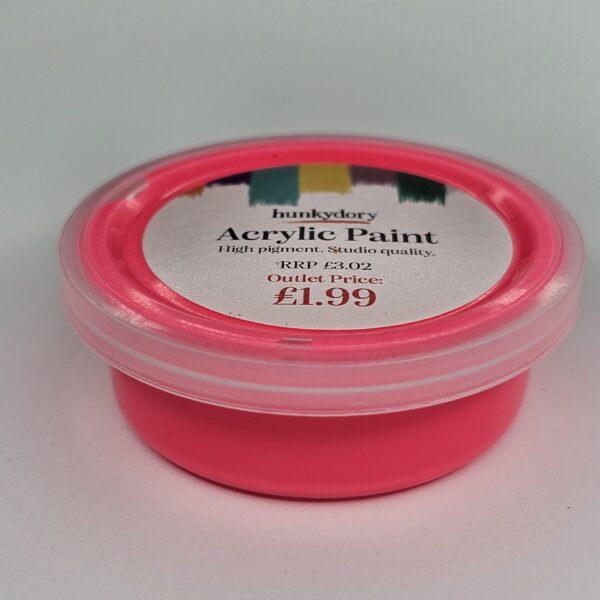 hunkydory
Acrylic Paint
High pigment. Studio quality.
RRP £3.02
Outlet Price:
£1.99